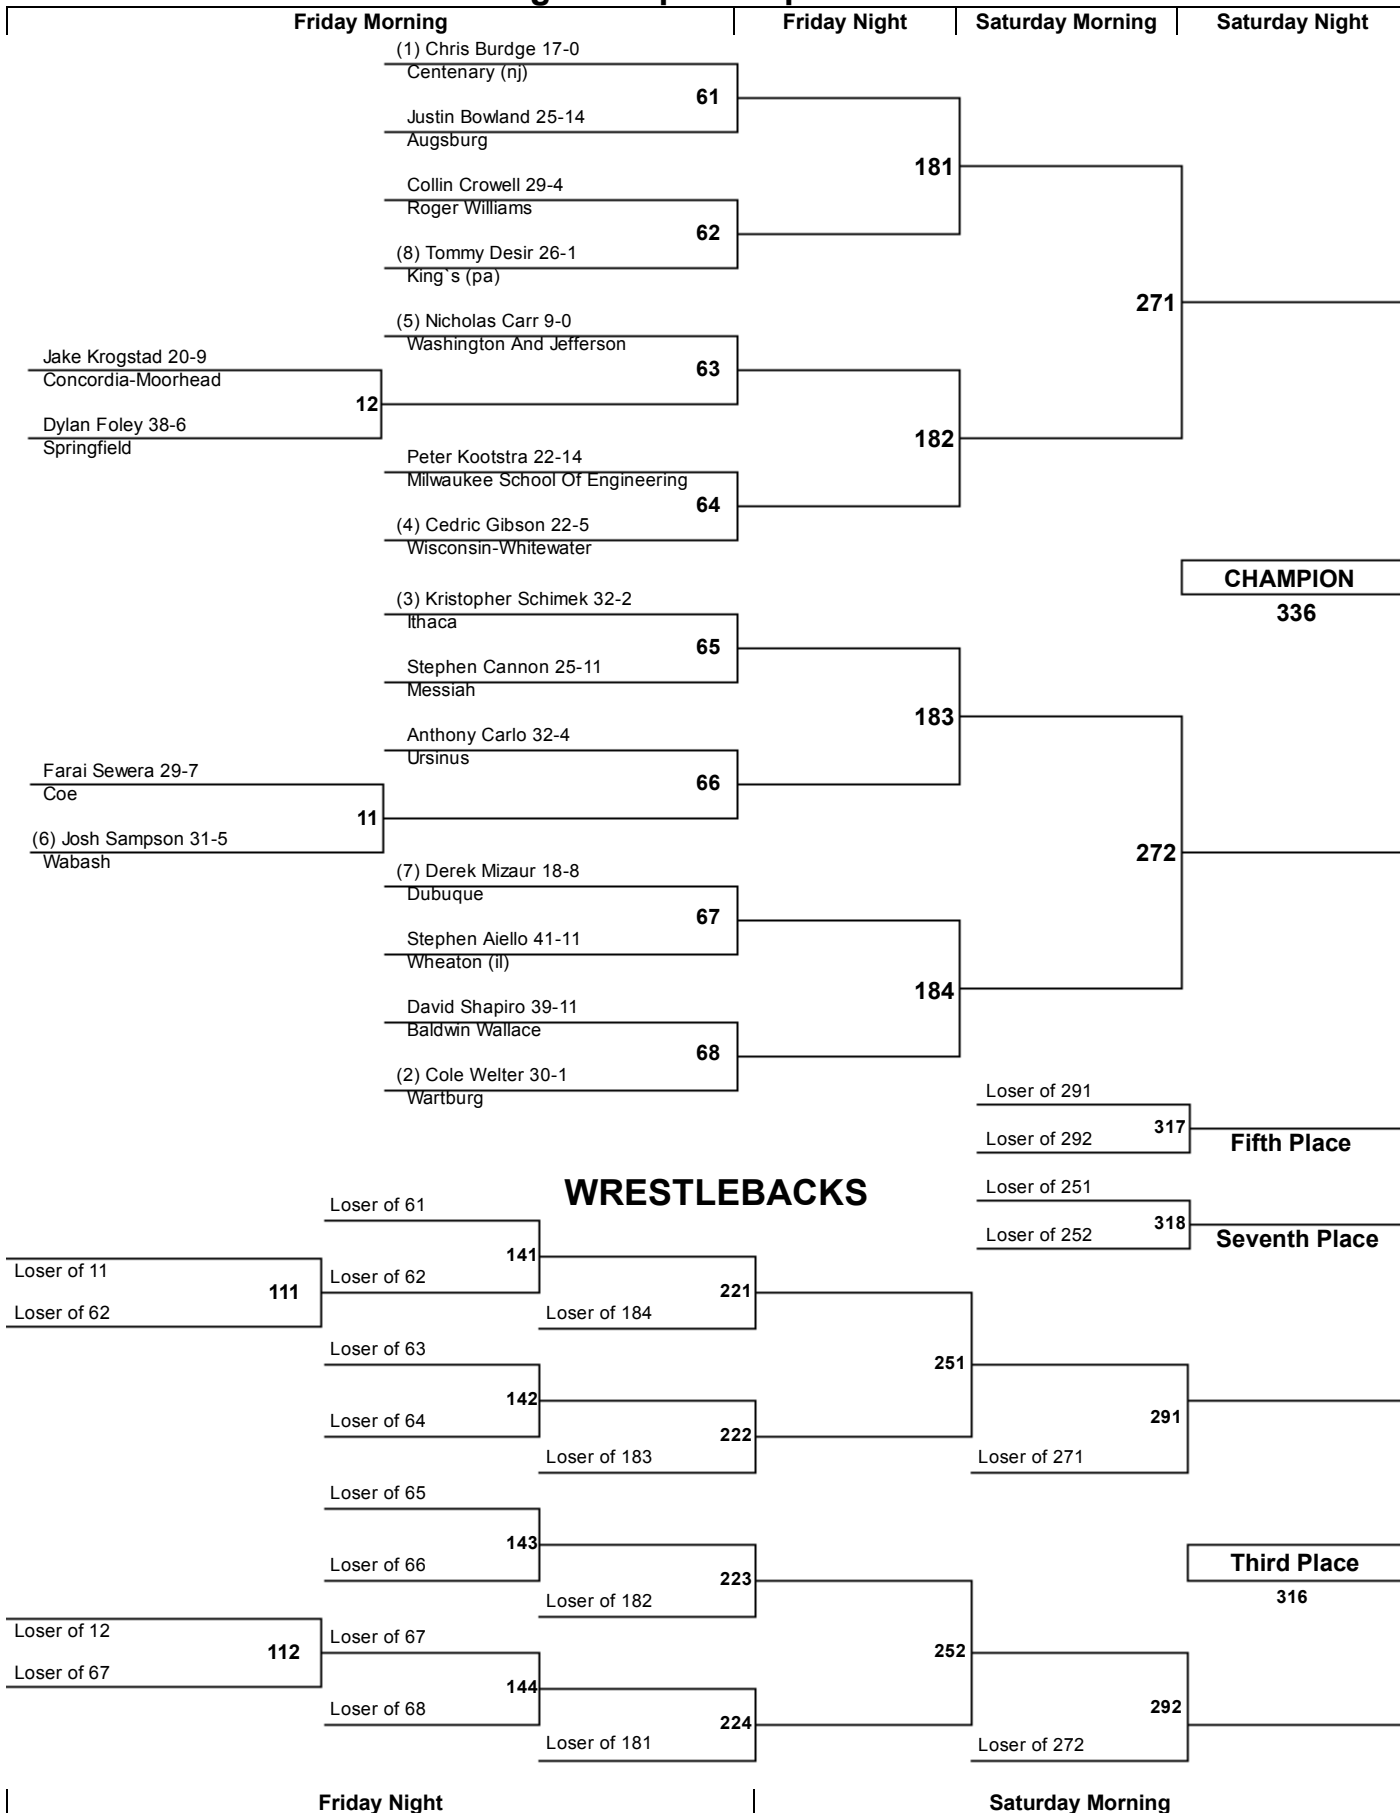 Friday Morning
Friday Night
Saturday Morning
Saturday Night
(1) Chris Burdge 17-0
Centenary (nj)
61
Justin Bowland 25-14
Augsburg
181
Collin Crowell 29-4
Roger Williams
62
(8) Tommy Desir 26-1
King`s (pa)
271
(5) Nicholas Carr 9-0
Washington And Jefferson
63
Jake Krogstad 20-9
Concordia-Moorhead
12
Dylan Foley 38-6
Springfield
182
Peter Kootstra 22-14
Milwaukee School Of Engineering
64
(4) Cedric Gibson 22-5
Wisconsin-Whitewater
CHAMPION
336
(3) Kristopher Schimek 32-2
Ithaca
65
Stephen Cannon 25-11
Messiah
183
Anthony Carlo 32-4
Ursinus
66
Farai Sewera 29-7
Coe
11
(6) Josh Sampson 31-5
Wabash
272
(7) Derek Mizaur 18-8
Dubuque
67
Stephen Aiello 41-11
Wheaton (il)
184
David Shapiro 39-11
Baldwin Wallace
68
(2) Cole Welter 30-1
Wartburg
Loser of 291
317
Loser of 292
Fifth Place
WRESTLEBACKS
Loser of 251
318
Loser of 252
Seventh Place
Loser of 61
141
Loser of 11
111
Loser of 62
Loser of 62
221
Loser of 184
Loser of 63
251
142
Loser of 64
222
Loser of 183
291
Loser of 271
Loser of 65
143
Loser of 66
223
Loser of 182
Third Place
316
Loser of 12
112
Loser of 67
Loser of 67
252
144
Loser of 68
224
Loser of 181
292
Loser of 272
Friday Night
Saturday Morning